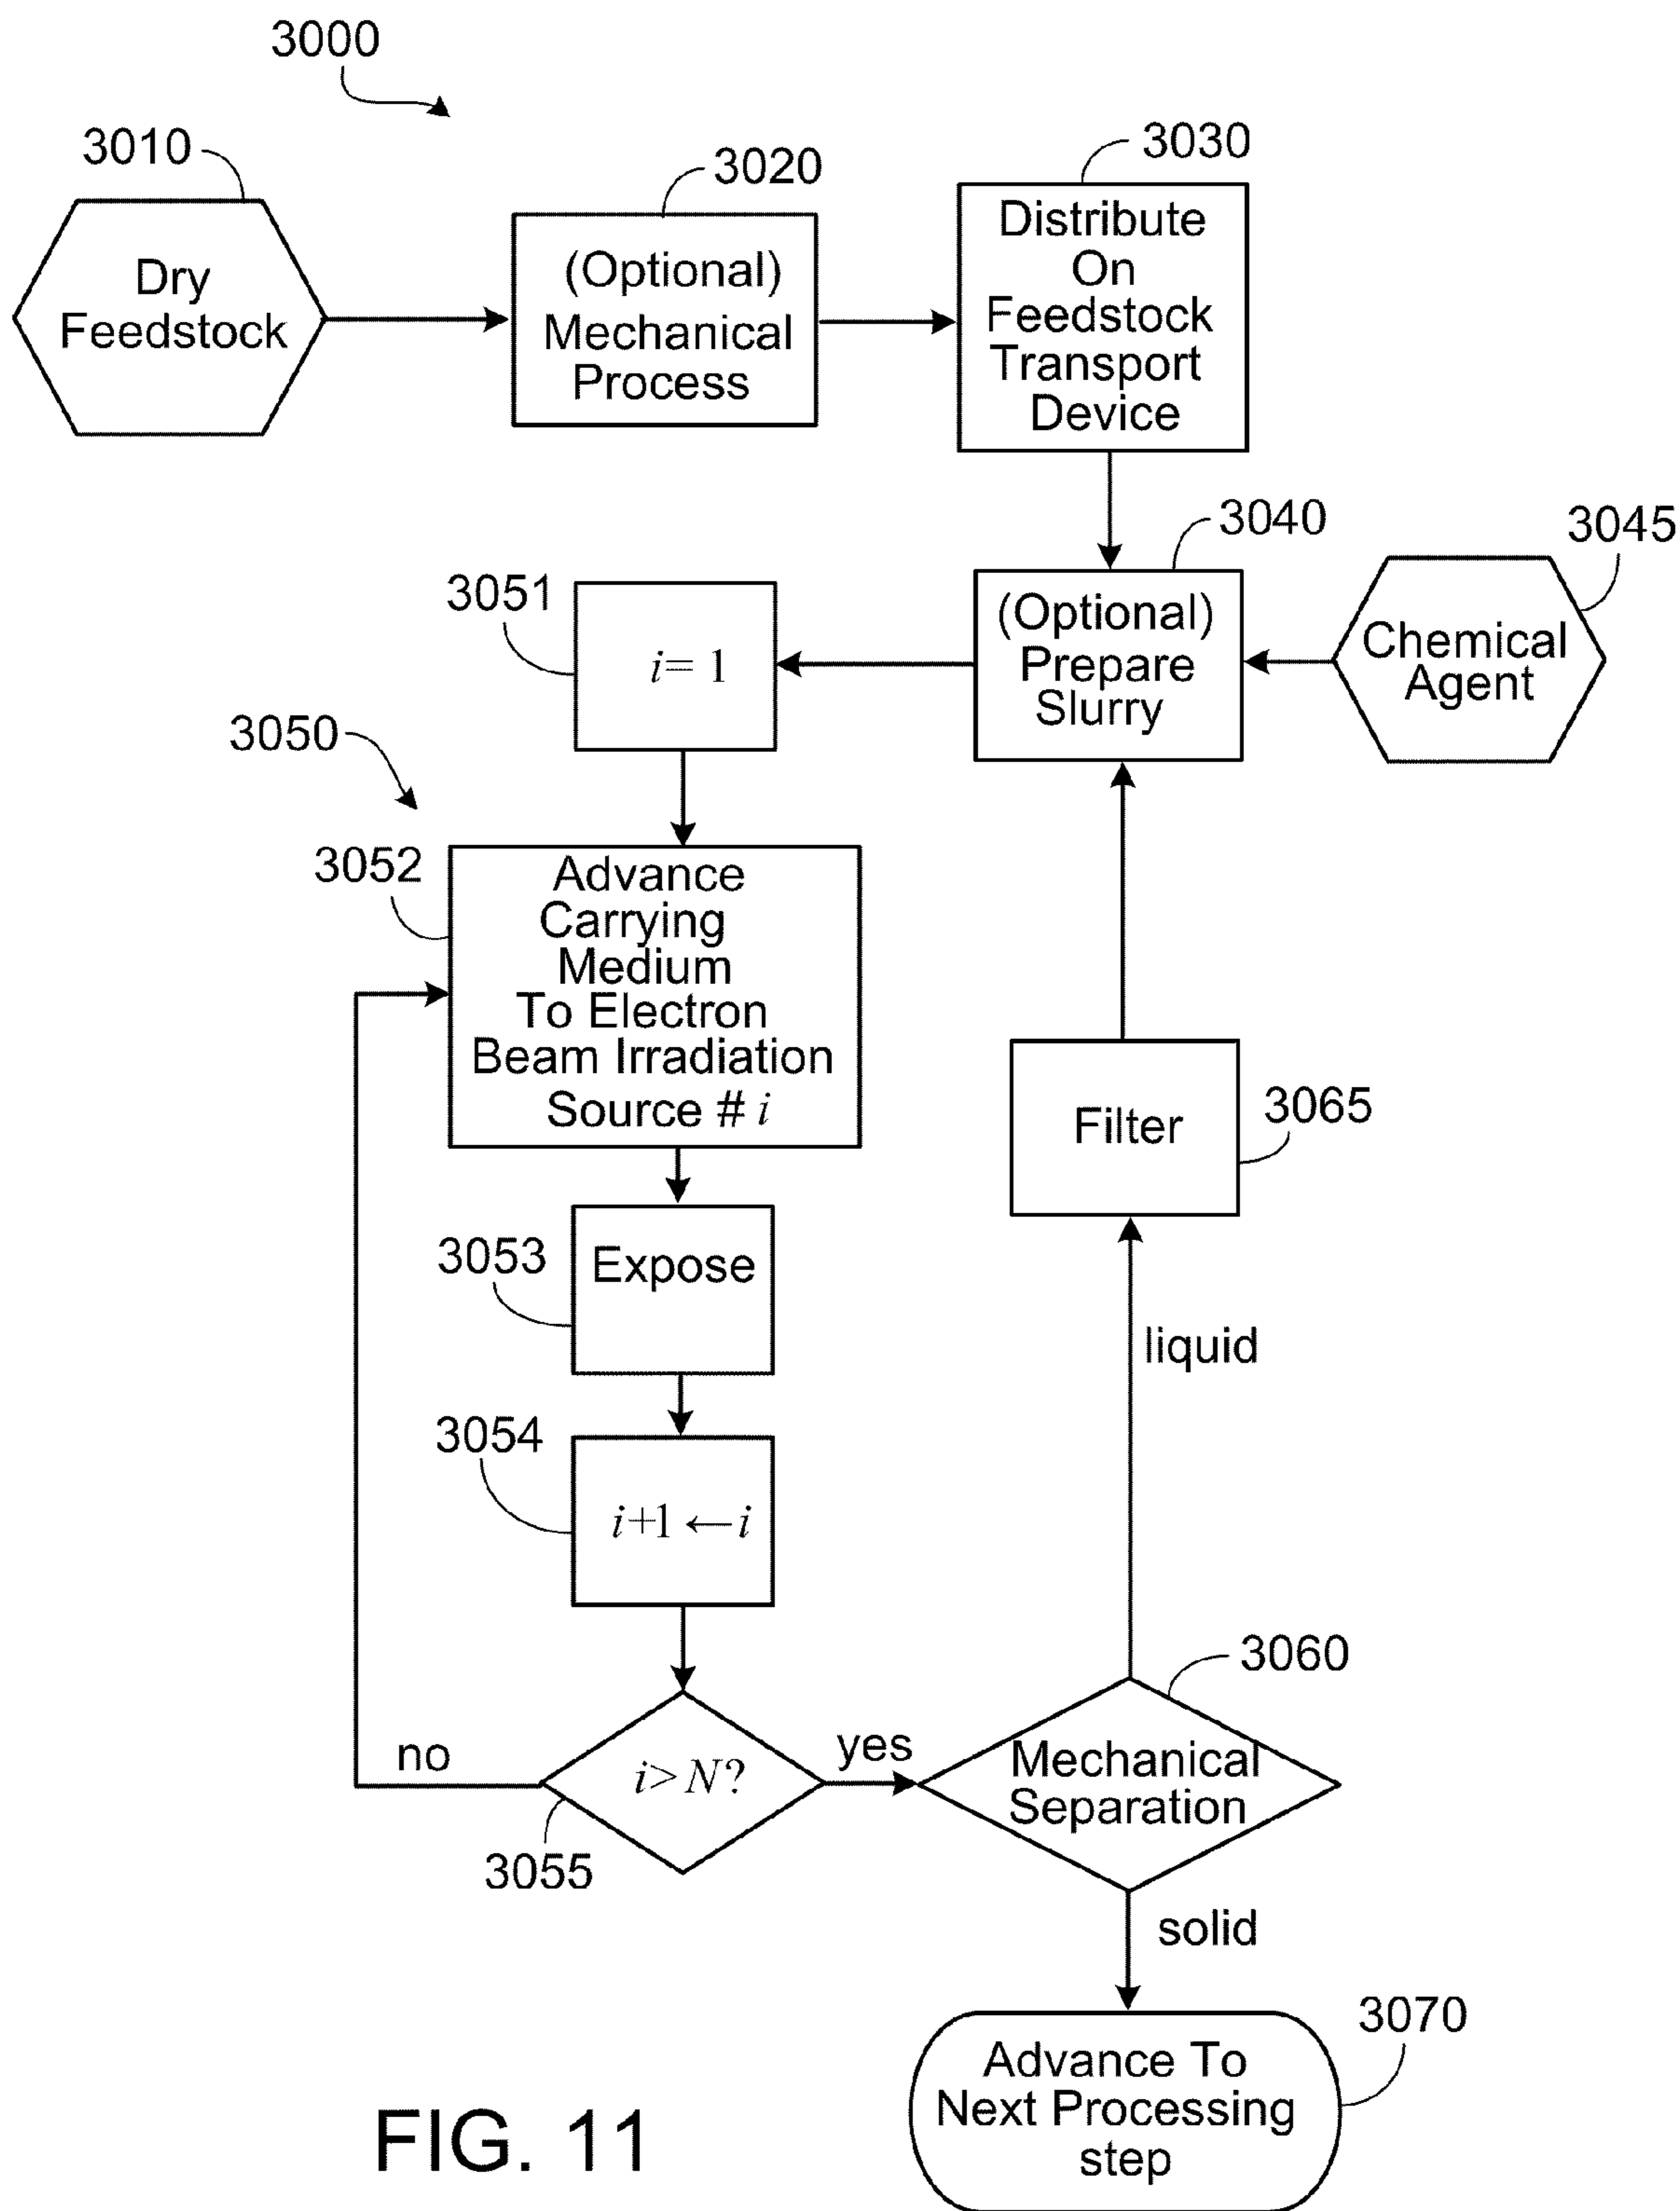 3000
3010
3020
3030
Dry
Feedstock
(Optional)
Mechanical
Process
Distribute
On
Feedstock
Transport
Device
3040
3045
3051
i= 1
(Optional)
Prepare
Slurry
Chemical
Agent
3050
3052
Advance
Carrying
Medium
To Electron
Beam Irradiation
Source # i
Filter
3065
3053
Expose
liquid
3054
i+1 ←i
3060
no
i>N?
yes
Mechanical
Separation
3055
solid
3070
Advance To
Next Processing
step
FIG. 11